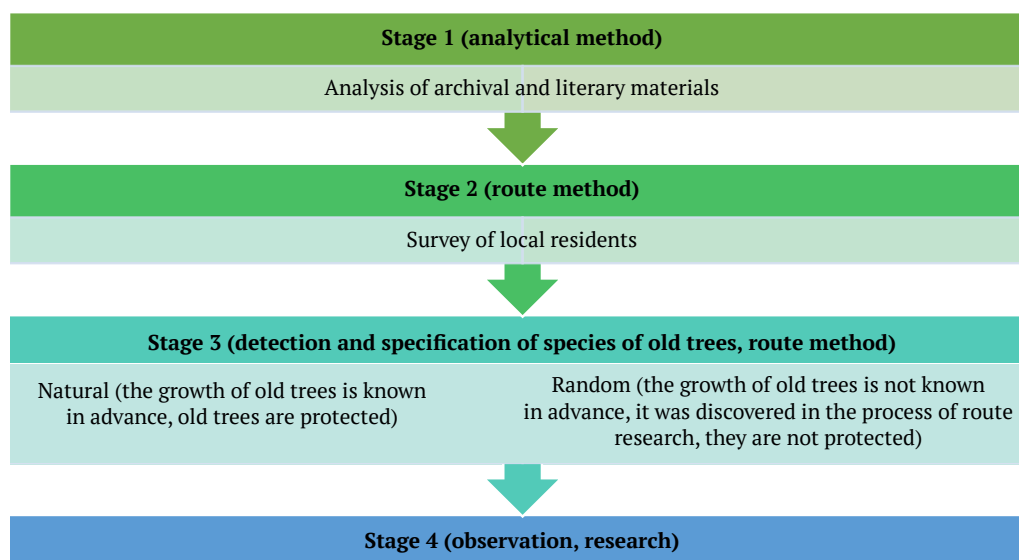 Stage 1 (analytical method)
Analysis of archival and literary materials
Stage 2 (route method)
Survey of local residents
Stage 3 (detection and specification of species of old trees, route method)
Natural (the growth of old trees is known
in advance, old trees are protected)
Random (the growth of old trees is not known
in advance, it was discovered in the process of route
research, they are not protected)
Stage 4 (observation, research)